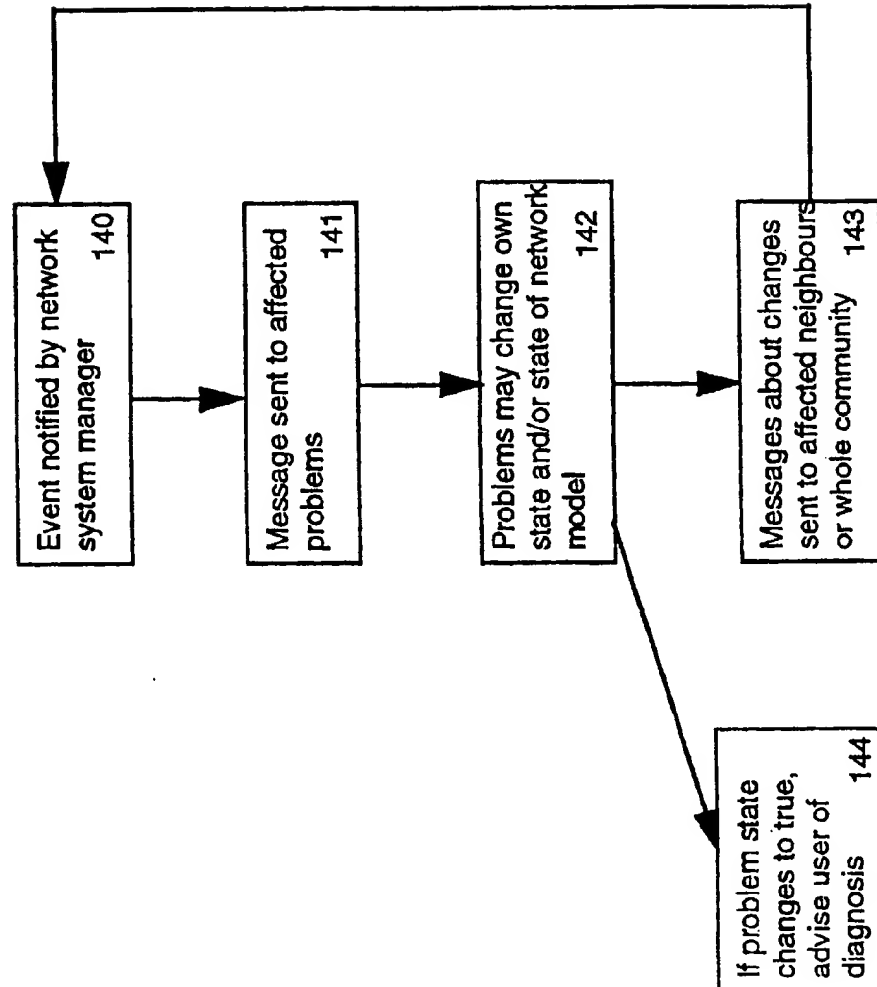 Event notified by network
system manager
140
Message sent to affected
problems
141
Problems may change own
state and/or state of network
model
142
Messages about changes
sent to affected neighbours
or whole community
143
If problem state
changes to true,
advise user of
diagnosis
144